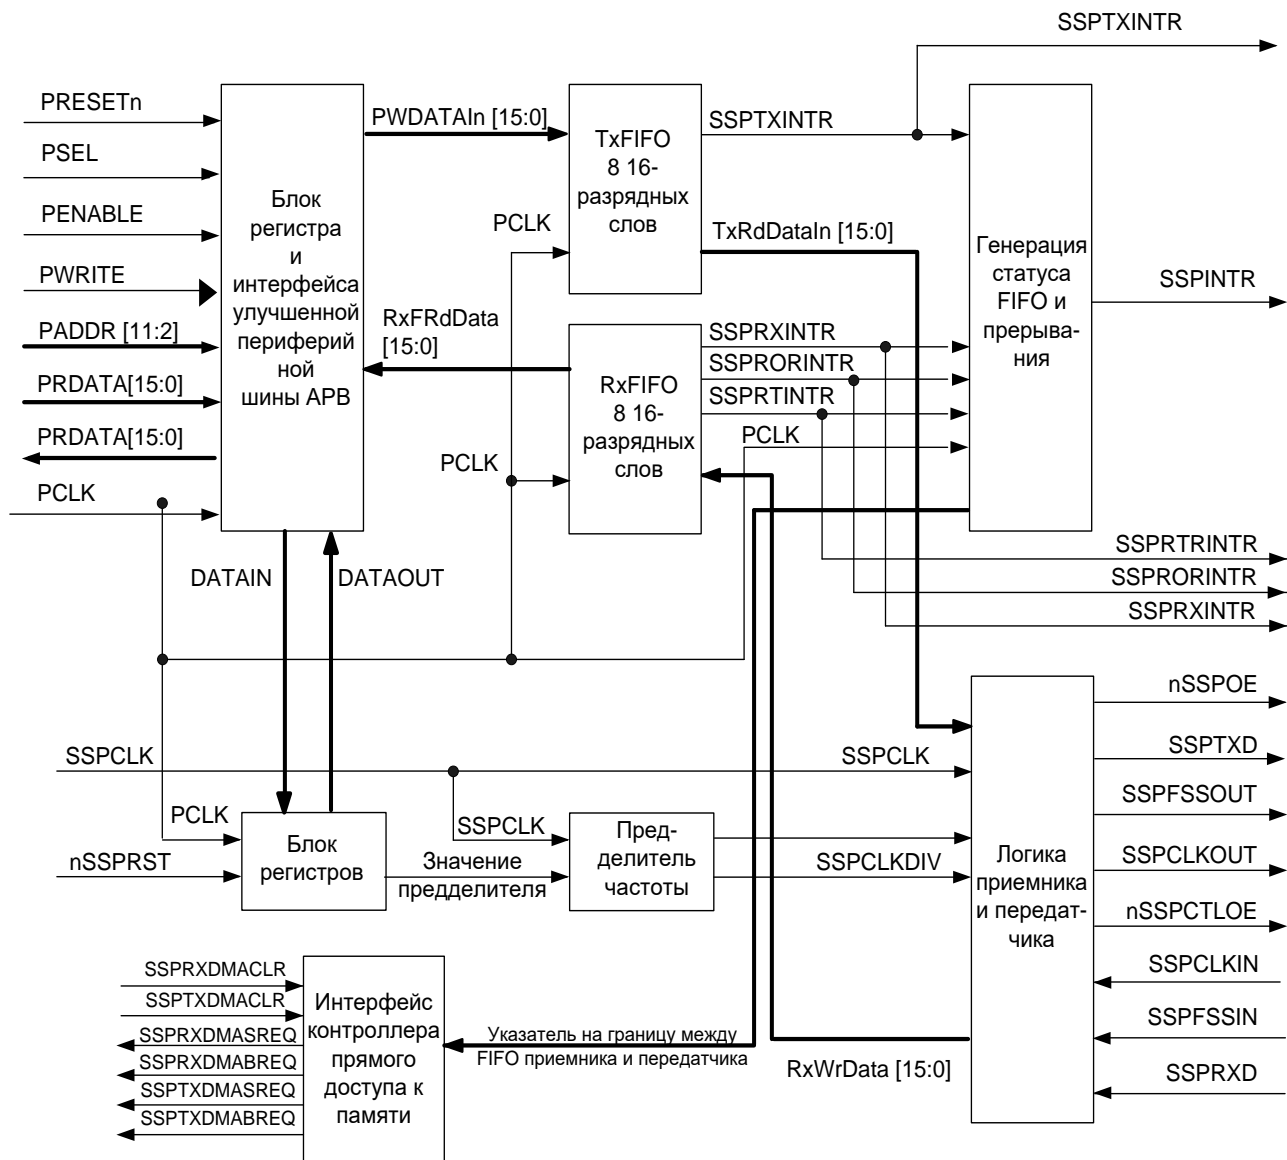 SSPTXINTR
PRESETn
PSEL
PENABLE
PWRITE
PADDR [11:2]
PRDATA[15:0]
PRDATA[15:0]
PCLK
Блок
регистра
и
интерфейса
улучшенной
периферий
ной
шины APB
PWDATAIn [15:0]
RxFRdData
[15:0]
PCLK
PCLK
TxFIFO
8 16-
разрядных
слов
RxFIFO
8 16-
разрядных
слов
SSPTXINTR
TxRdDataIn [15:0]
SSPRXINTR
SSPRORINTR
SSPRTINTR
PCLK
Генерация
статуса
FIFO и
прерыва-
ния
SSPINTR
SSPRTRINTR
SSPRORINTR
SSPRXINTR
DATAIN
DATAOUT
SSPCLK
SSPCLK
PCLK
nSSPRST
Блок
регистров
SSPCLK
Значение
предделителя
Пред-
делитель
частоты
SSPCLKDIV
Логика
приемника
и передат-
чика
nSSPOE
SSPTXD
SSPFSSOUT
SSPCLKOUT
nSSPCTLOE
SSPCLKIN
SSPFSSIN
SSPRXD
SSPRXDMACLR
SSPTXDMACLR
SSPRXDMASREQ
SSPRXDMABREQ
SSPTXDMASREQ
SSPTXDMABREQ
Интерфейс
контроллера
прямого
доступа к
памяти
Указатель на границу между
FIFO приемника и передатчика
RxWrData [15:0]